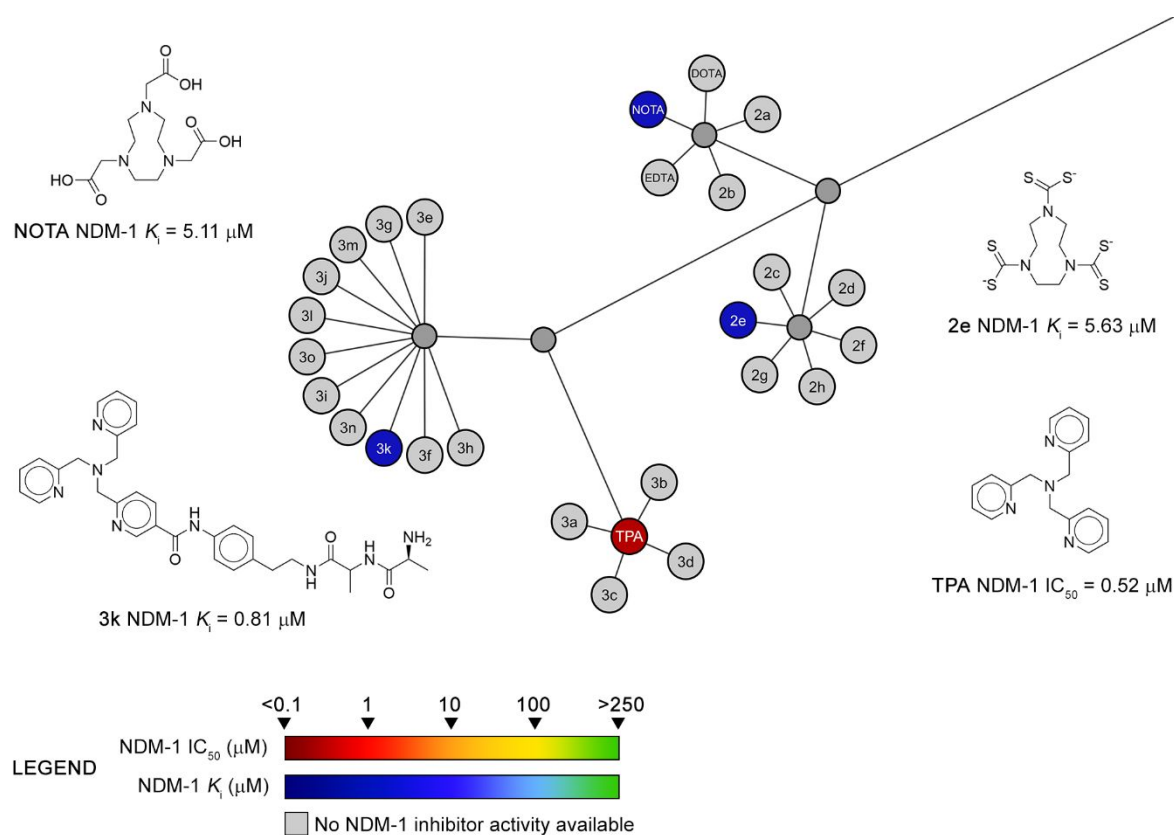 O
OH
N
O
N
N
OH
HO
O
NOTA NDM-1 Ki = 5.11 μM
DOTA
NOTA
2a
EDTA
2b
S
S-
N
S
N
N
S-
-S
S
2e NDM-1 Ki = 5.63 μM
3e
3g
3m
3j
3l
3o
3i
3n
3k
3f
3h
2c
2d
2e
2f
2g
2h
N
N
N
N
H
N
O
O
N
H
H
N
O
NH2
3k NDM-1 Ki = 0.81 μM
3b
3a
TPA
3d
3c
N
N
N
N
TPA NDM-1 IC50 = 0.52 μM
<0.1 1 10 100 >250
LEGEND
NDM-1 IC50 (μM)
NDM-1 Ki (μM)
No NDM-1 inhibitor activity available